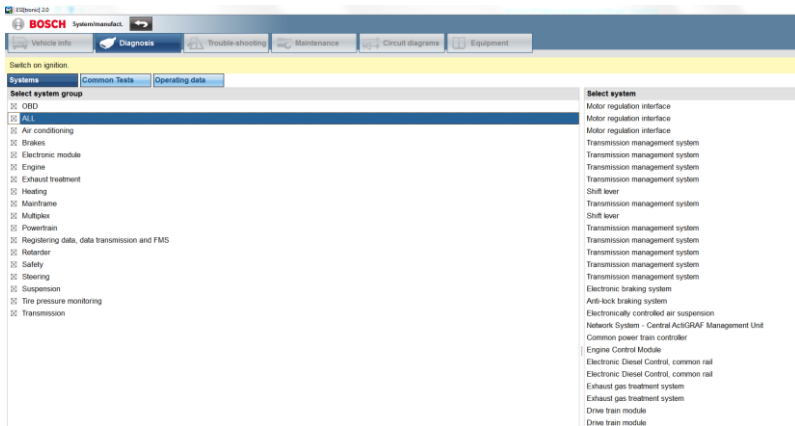 ESI[tronic] 2.0
BOSCH System/manufact.
Vehicle info Diagnosis Trouble-shooting Maintenance Circuit diagrams Equipment
Switch on ignition.
Systems Common Tests Operating data
Select system group
OBD
ALL
Air conditioning
Brakes
Electronic module
Engine
Exhaust treatment
Heating
Mainframe
Multiplex
Powertrain
Registering data, data transmission and FMS
Retarder
Safety
Steering
Suspension
Tire pressure monitoring
Transmission
Select system
Motor regulation interface
Motor regulation interface
Motor regulation interface
Transmission management system
Transmission management system
Transmission management system
Transmission management system
Shift lever
Transmission management system
Shift lever
Transmission management system
Transmission management system
Transmission management system
Transmission management system
Transmission management system
Electronic braking system
Anti-lock braking system
Electronically controlled air suspension
Network System - Central ActiGRAF Management Unit
Common power train controller
Engine Control Module
Electronic Diesel Control, common rail
Electronic Diesel Control, common rail
Exhaust gas treatment system
Exhaust gas treatment system
Drive train module
Drive train module